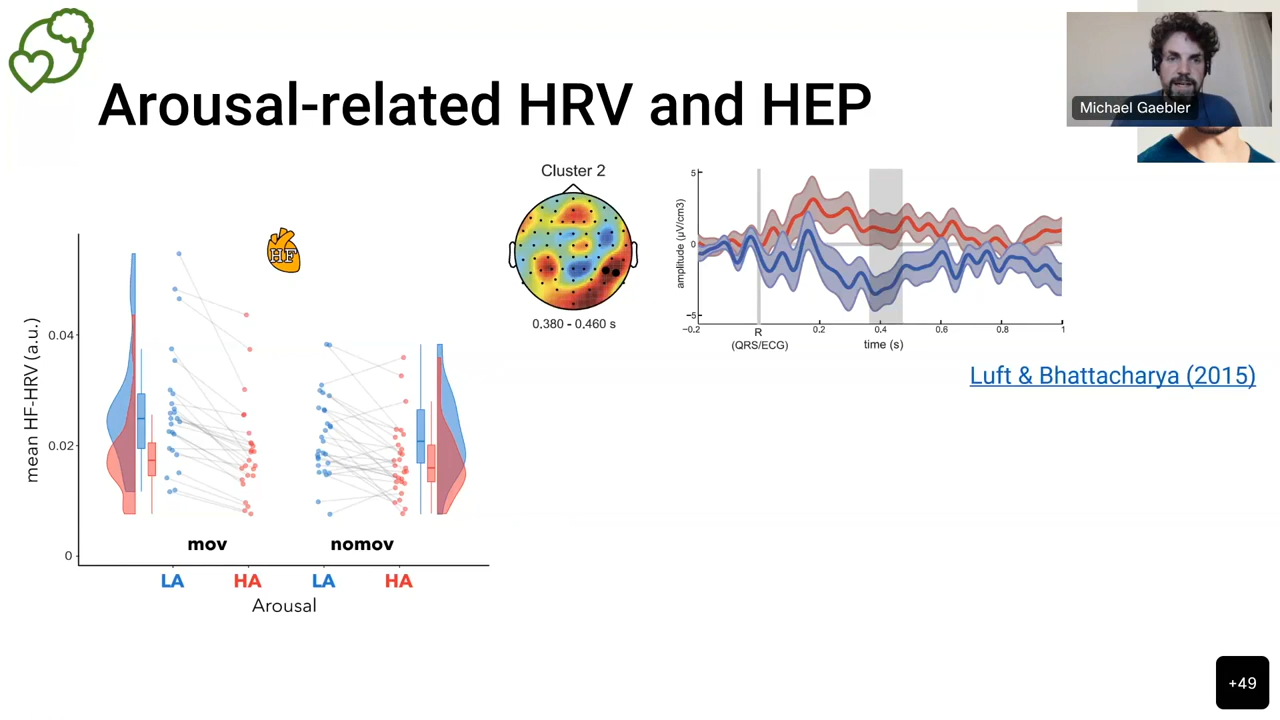 Arousal-related HRV and HEP
Michael Gaebler
HF
mean HF-HRV (a.u.)
0.04
0.02
0
mov
nomov
LA
HA
LA
HA
Arousal
Cluster 2
0.380 - 0.460 s
amplitude (µV/cm3)
5
0
−5
−0.2
R
(QRS/ECG)
0.2
0.4
0.6
0.8
1
time (s)
Luft & Bhattacharya (2015)
+49